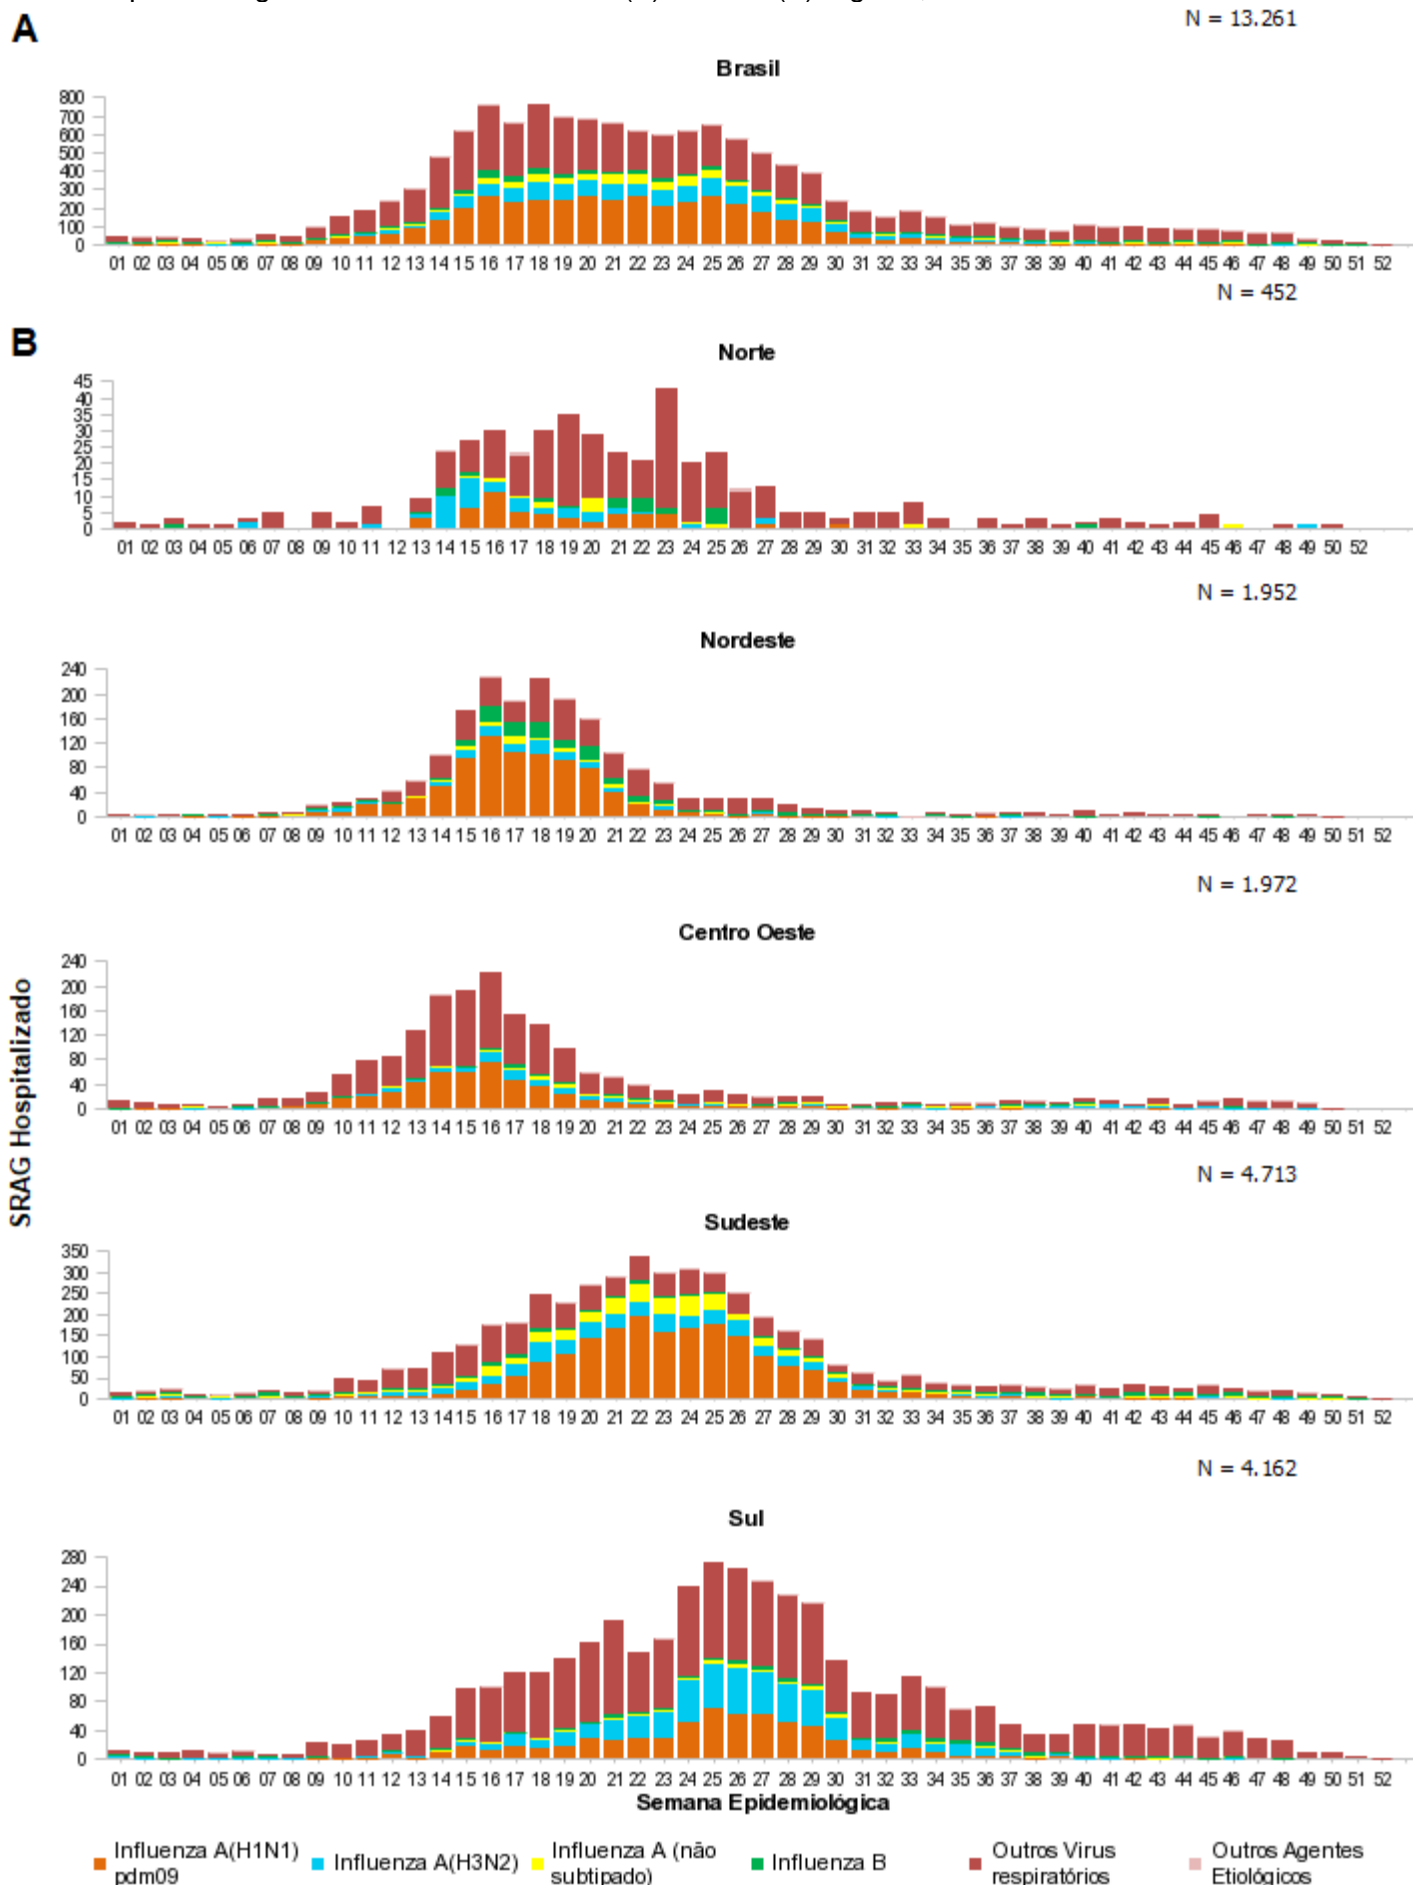 N = 13.261
A
Brasil
800
700
600
500
400
300
200
100
0
01 02 03 04 05 06 07 08 09 10 11 12 13 14 15 16 17 18 19 20 21 22 23 24 25 26 27 28 29 30 31 32 33 34 35 36 37 38 39 40 41 42 43 44 45 46 47 48 49 50 51 52
N = 452
B
Norte
45
40
35
30
25
20
15
10
5
0
01 02 03 04 05 06 07 08 09 10 11 12 13 14 15 16 17 18 19 20 21 22 23 24 25 26 27 28 29 30 31 32 33 34 35 36 37 38 39 40 41 42 43 44 45 46 47 48 49 50 52
N = 1.952
Nordeste
240
200
160
120
80
40
0
01 02 03 04 05 06 07 08 09 10 11 12 13 14 15 16 17 18 19 20 21 22 23 24 25 26 27 28 29 30 31 32 33 34 35 36 37 38 39 40 41 42 43 44 45 46 47 48 49 50 51 52
N = 1.972
Centro Oeste
240
200
160
120
80
40
0
01 02 03 04 05 06 07 08 09 10 11 12 13 14 15 16 17 18 19 20 21 22 23 24 25 26 27 28 29 30 31 32 33 34 35 36 37 38 39 40 41 42 43 44 45 46 47 48 49 50 51 52
SRAG Hospitalizado
N = 4.713
Sudeste
350
300
250
200
150
100
50
0
01 02 03 04 05 06 07 08 09 10 11 12 13 14 15 16 17 18 19 20 21 22 23 24 25 26 27 28 29 30 31 32 33 34 35 36 37 38 39 40 41 42 43 44 45 46 47 48 49 50 51 52
N = 4.162
Sul
280
240
200
160
120
80
40
0
01 02 03 04 05 06 07 08 09 10 11 12 13 14 15 16 17 18 19 20 21 22 23 24 25 26 27 28 29 30 31 32 33 34 35 36 37 38 39 40 41 42 43 44 45 46 47 48 49 50 51 52
Semana Epidemiológica
Influenza A(H1N1)
pdm09
Influenza A(H3N2)
Influenza A (não
subtipado)
Influenza B
Outros Virus
respiratórios
Outros Agentes
Etiológicos